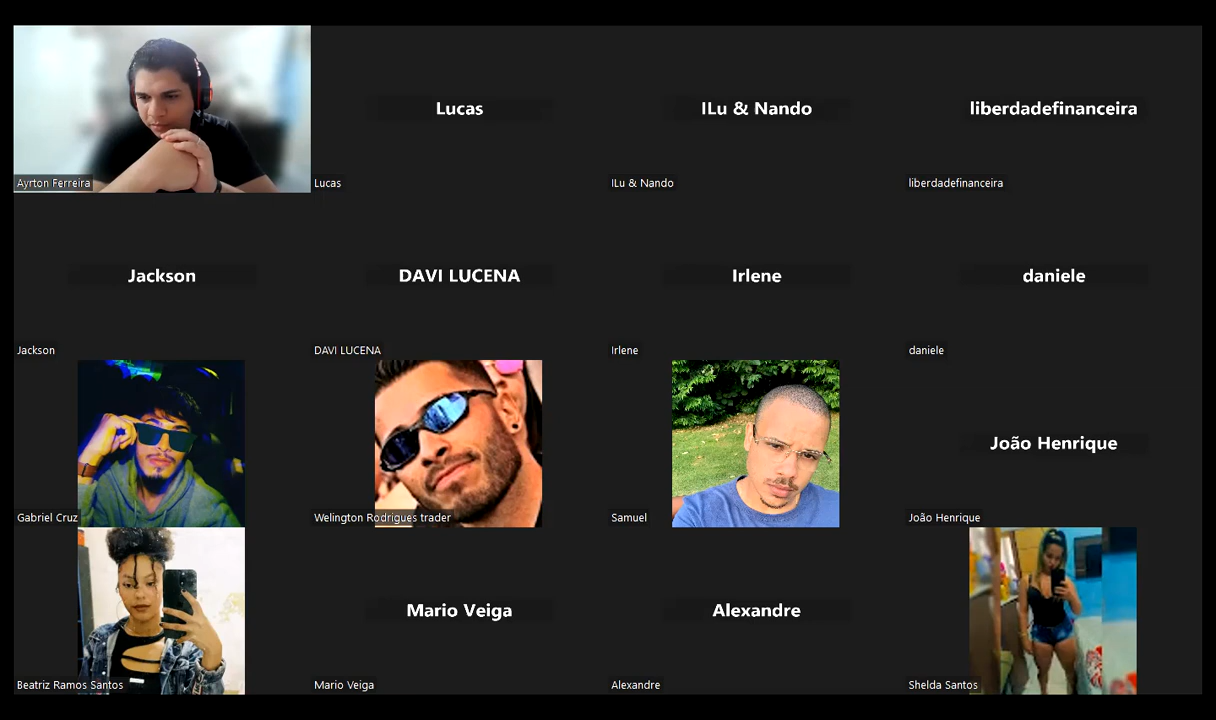 Lucas
ILu & Nando
liberdadefinanceira
Ayrton Ferreira
Lucas
ILu & Nando
liberdadefinanceira
Jackson
DAVI LUCENA
Irlene
daniele
Jackson
DAVI LUCENA
Irlene
daniele
João Henrique
Gabriel Cruz
Welington Rodrigues trader
Samuel
João Henrique
Mario Veiga
Alexandre
Beatriz Ramos Santos
Mario Veiga
Alexandre
Shelda Santos